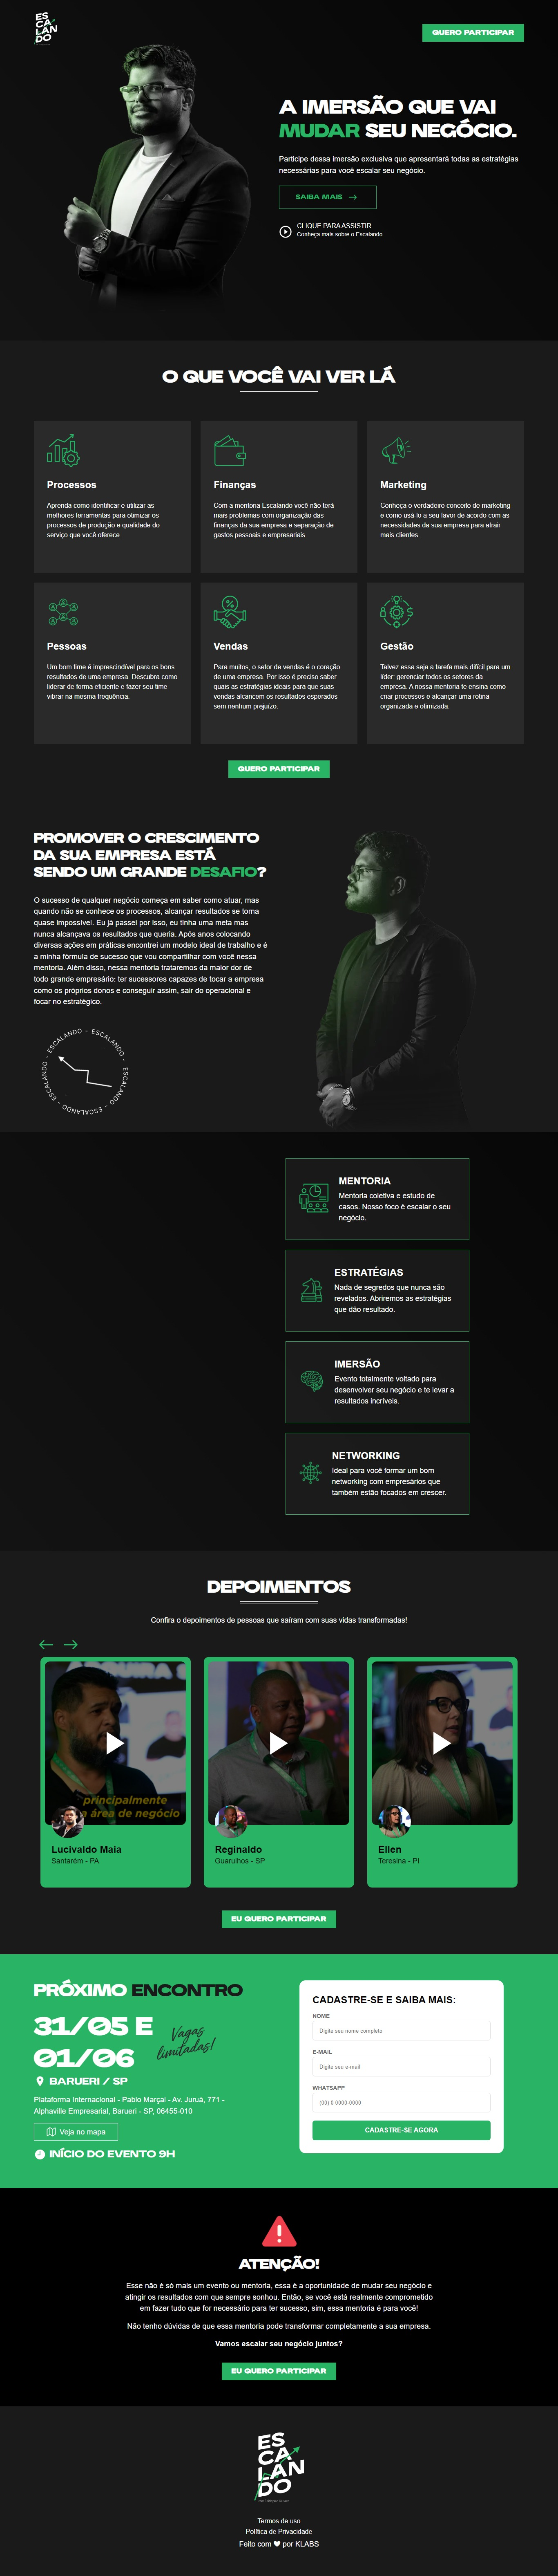 ES
CA
LAN
DO
QUERO PARTICIPAR
A IMERSÃO QUE VAI
MUDAR SEU NEGÓCIO.
Participe dessa imersão exclusiva que apresentará todas as estratégias
necessárias para você escalar seu negócio.
SAIBA MAIS
CLIQUE PARA ASSISTIR
Conheça mais sobre o Escalando
O QUE VOCÊ VAI VER LÁ
Processos
Aprenda como identificar e utilizar as
melhores ferramentas para otimizar os
processos de produção e qualidade do
serviço que você oferece.
Finanças
Com a mentoria Escalando você não terá
mais problemas com organização das
finanças da sua empresa e separação de
gastos pessoais e empresariais.
Marketing
Conheça o verdadeiro conceito de marketing
e como usá-lo a seu favor de acordo com as
necessidades da sua empresa para atrair
mais clientes.
Pessoas
Um bom time é imprescindível para os bons
resultados de uma empresa. Descubra como
liderar de forma eficiente e fazer seu time
vibrar na mesma frequência.
Vendas
Para muitos, o setor de vendas é o coração
de uma empresa. Por isso é preciso saber
quais as estratégias ideais para que suas
vendas alcancem os resultados esperados
sem nenhum prejuízo.
Gestão
Talvez essa seja a tarefa mais difícil para um
líder: gerenciar todos os setores da
empresa. A nossa mentoria te ensina como
criar processos e alcançar uma rotina
organizada e otimizada.
QUERO PARTICIPAR
PROMOVER O CRESCIMENTO
DA SUA EMPRESA ESTÁ
SENDO UM GRANDE DESAFIO?
O sucesso de qualquer negócio começa em saber como atuar, mas
quando não se conhece os processos, alcançar resultados se torna
quase impossível. Eu já passei por isso, eu tinha uma meta mas
nunca alcançava os resultados que queria. Após anos colocando
diversas ações em práticas encontrei um modelo ideal de trabalho e é
a minha fórmula de sucesso que vou compartilhar com você nessa
mentoria. Além disso, nessa mentoria trataremos da maior dor de
todo grande empresário: ter sucessores capazes de tocar a empresa
como os próprios donos e conseguir assim, sair do operacional e
focar no estratégico.
ESCALANDO - ESCALANDO - ESCALANDO - ESCALANDO - ESCALANDO -
MENTORIA
Mentoria coletiva e estudo de
casos. Nosso foco é escalar o seu
negócio.
ESTRATÉGIAS
Nada de segredos que nunca são
revelados. Abriremos as estratégias
que dão resultado.
IMERSÃO
Evento totalmente voltado para
desenvolver seu negócio e te levar a
resultados incríveis.
NETWORKING
Ideal para você formar um bom
networking com empresários que
também estão focados em crescer.
DEPOIMENTOS
Confira o depoimentos de pessoas que saíram com suas vidas transformadas!
principalmente
a área de negócio
Lucivaldo Maia
Santarém - PA
Reginaldo
Guarulhos - SP
Ellen
Teresina - PI
EU QUERO PARTICIPAR
PRÓXIMO ENCONTRO
31/05 E
01/06
Vagas
limitadas!
BARUERI / SP
Plataforma Internacional - Pablo Marçal - Av. Juruá, 771 -
Alphaville Empresarial, Barueri - SP, 06455-010
Veja no mapa
INÍCIO DO EVENTO 9H
CADASTRE-SE E SAIBA MAIS:
NOME
Digite seu nome completo
E-MAIL
Digite seu e-mail
WHATSAPP
(00) 0 0000-0000
CADASTRE-SE AGORA
ATENÇÃO!
Esse não é só mais um evento ou mentoria, essa é a oportunidade de mudar seu negócio e
atingir os resultados com que sempre sonhou. Então, se você está realmente comprometido
em fazer tudo que for necessário para ter sucesso, sim, essa mentoria é para você!
Não tenho dúvidas de que essa mentoria pode transformar completamente a sua empresa.
Vamos escalar seu negócio juntos?
EU QUERO PARTICIPAR
ES
CA
LAN
DO
Termos de uso
Política de Privacidade
Feito com ❤ por KLABS